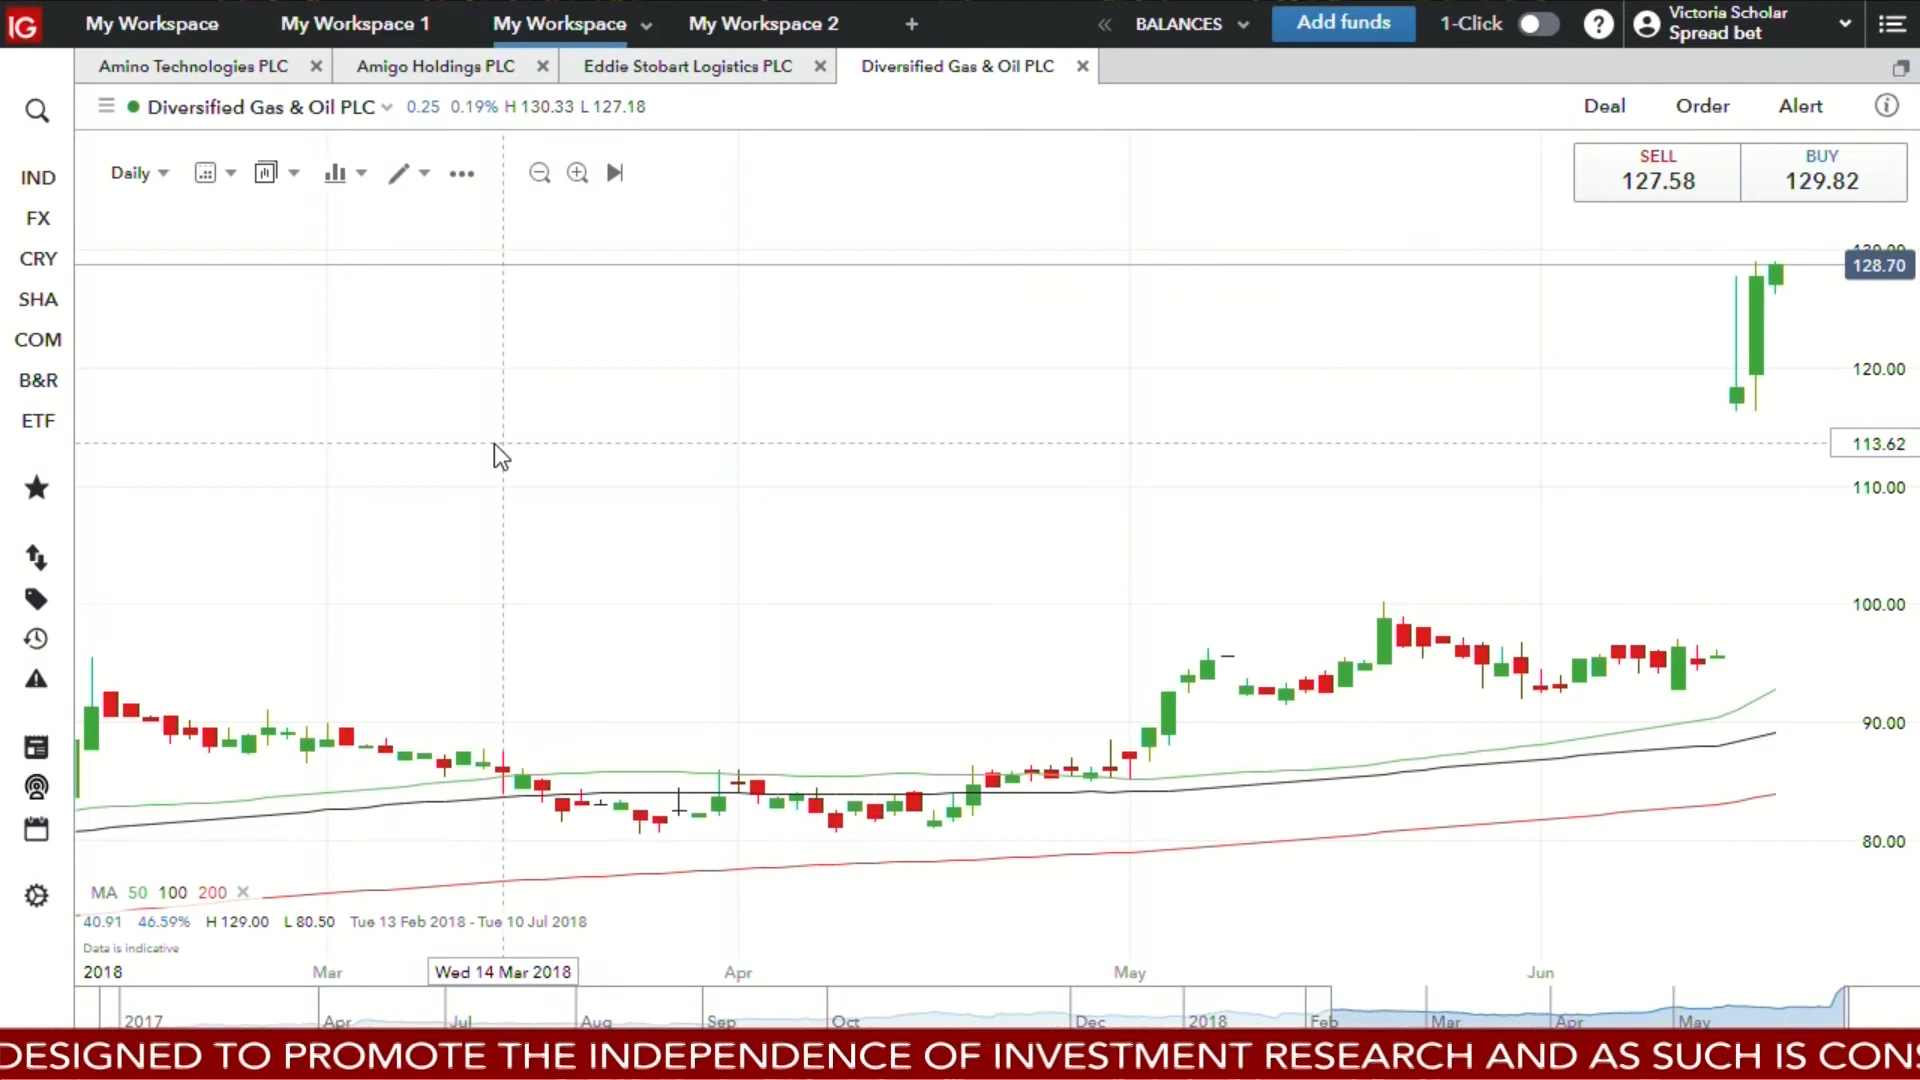 IG My Workspace My Workspace 1 My Workspace My Workspace 2 + « BALANCES Add funds 1-Click ? Victoria Scholar
Spread bet
Amino Technologies PLC Amigo Holdings PLC Eddie Stobart Logistics PLC Diversified Gas & Oil PLC
Diversified Gas & Oil PLC 0.25 0.19% H 130.33 L 127.18 Deal Order Alert
Daily
SELL BUY
127.58 129.82
IND
FX
CRY
SHA
COM
B&R
ETF
130.00
128.70
120.00
113.62
110.00
100.00
90.00
80.00
MA 50 100 200
40.91 46.59% H 129.00 L 80.50 Tue 13 Feb 2018 - Tue 10 Jul 2018
Data is indicative
2018 Mar Wed 14 Mar 2018 Apr May Jun
2017 Apr Jul Aug Sep Oct Dec 2018 Feb Mar Apr May
DESIGNED TO PROMOTE THE INDEPENDENCE OF INVESTMENT RESEARCH AND AS SUCH IS CONS